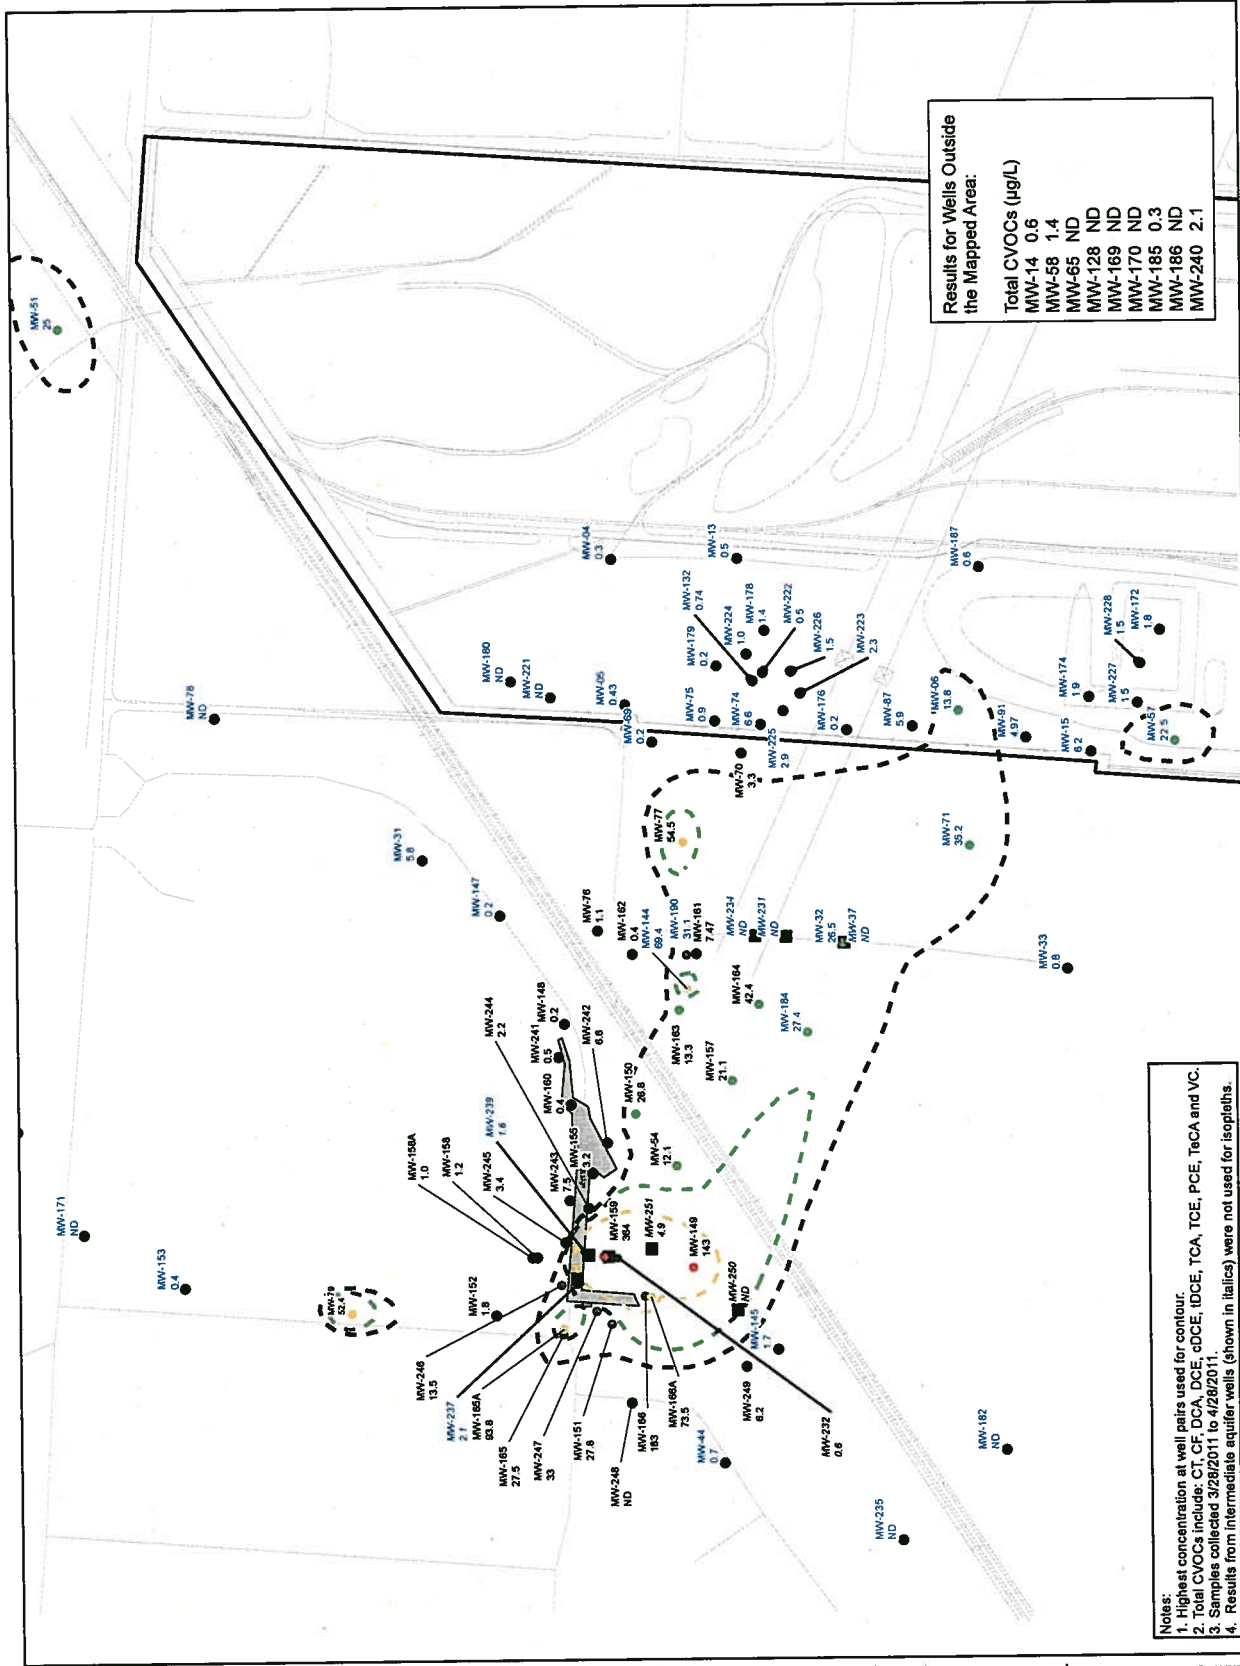 MW-51
25
MW-171
ND
MW-153
0.4
MW-78
ND
MW-79
52.4
MW-31
5.8
MW-147
0.2
MW-180
ND
MW-221
ND
MW-05
0.43
MW-69
0.2
MW-04
0.3
MW-13
0.5
MW-132
0.74
MW-179
0.2
MW-224
1.0
MW-178
1.4
MW-222
0.5
MW-226
1.5
MW-223
2.3
MW-75
0.9
MW-74
6.6
MW-225
2.9
MW-176
0.2
MW-87
5.9
MW-06
13.8
MW-187
0.6
MW-91
4.97
MW-15
6.2
MW-174
1.9
MW-227
1.5
MW-228
1.5
MW-172
1.8
MW-57
22.5
MW-70
3.3
MW-77
54.5
MW-71
35.2
MW-76
1.1
MW-162
0.4
MW-144
69.4
MW-190
31.1
MW-161
7.47
MW-234
ND
MW-231
ND
MW-32
26.5
MW-37
ND
MW-33
0.8
MW-163
13.3
MW-164
42.4
MW-184
27.4
MW-157
21.1
MW-150
26.8
MW-54
12.1
MW-244
2.2
MW-148
0.2
MW-241
0.5
MW-242
6.6
MW-160
0.4
MW-239
1.6
MW-155
3.2
MW-243
7.5
MW-245
3.4
MW-158
1.2
MW-158A
1.0
MW-159
364
MW-251
4.9
MW-149
143
MW-250
ND
MW-145
1.7
MW-152
1.8
MW-246
13.5
MW-237
2.1
MW-165A
93.8
MW-165
27.5
MW-247
33
MW-151
27.8
MW-248
ND
MW-166
183
MW-166A
73.5
MW-249
6.2
MW-44
0.7
MW-232
0.6
MW-235
ND
MW-182
ND
Results for Wells Outside
the Mapped Area:
Total CVOCs (µg/L)
MW-14 0.6
MW-58 1.4
MW-65 ND
MW-128 ND
MW-169 ND
MW-170 ND
MW-185 0.3
MW-186 ND
MW-240 2.1
Notes:
1. Highest concentration at well pairs used for contour.
2. Total CVOCs include: CT, CF, DCA, DCE, cDCE, tDCE, TCA, TCE, PCE, TeCA and VC.
3. Samples collected 3/28/2011 to 4/28/2011.
4. Results from intermediate aquifer wells (shown in italics) were not used for isopleths.